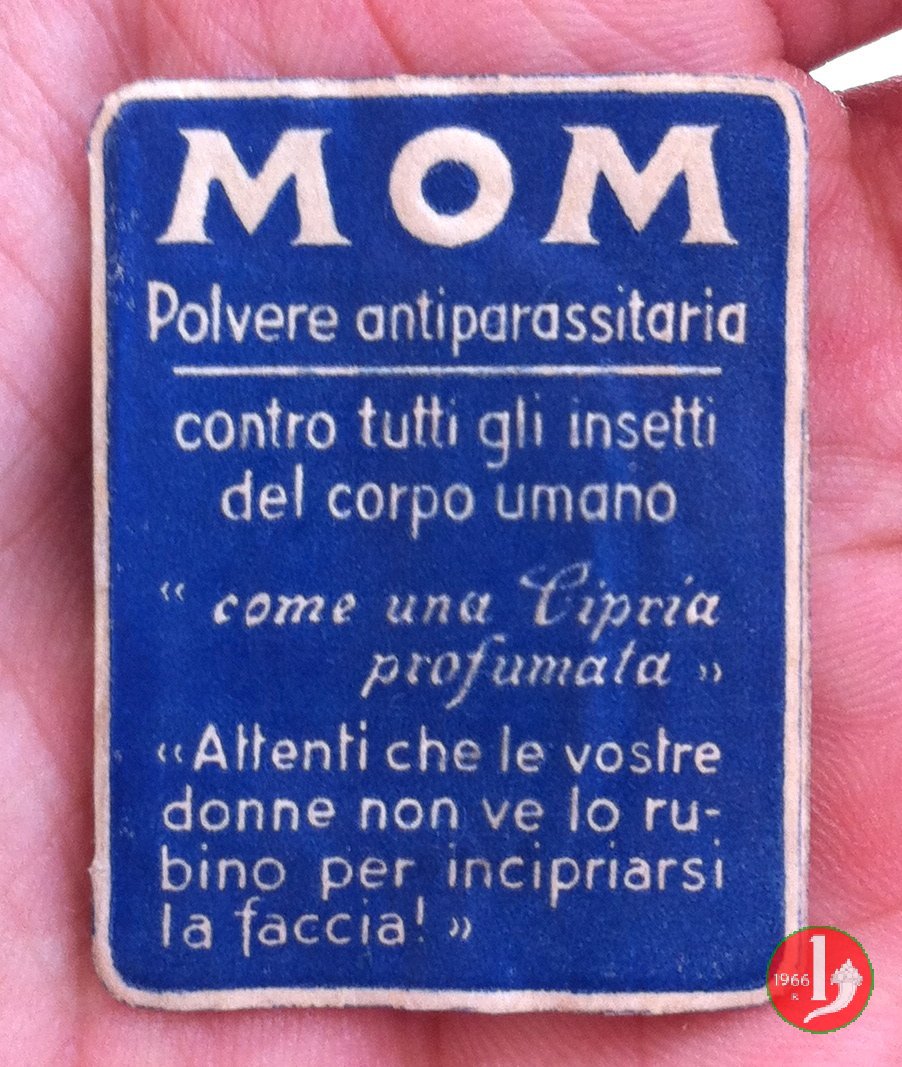 MOM
Polvere antiparassitaria
contro tutti gli insetti
del corpo umano
“ come una Cipria
profumata »
«Attenti che le vostre
donne non ve lo ru-
bino per incipriarsi
la faccia! »
1966
R